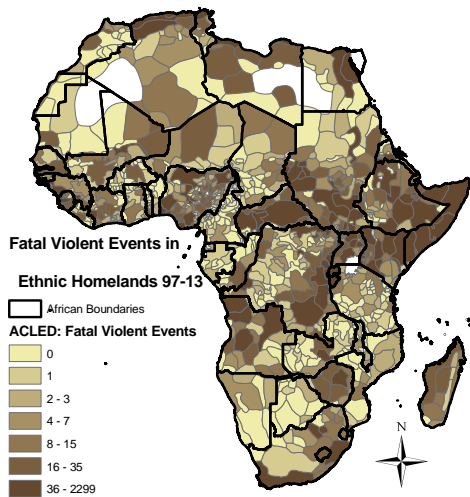 Fatal Violent Events in
Ethnic Homelands 97-13
African Boundaries
ACLED: Fatal Violent Events
0
1
2 - 3
4 - 7
8 - 15
16 - 35
36 - 2299
N